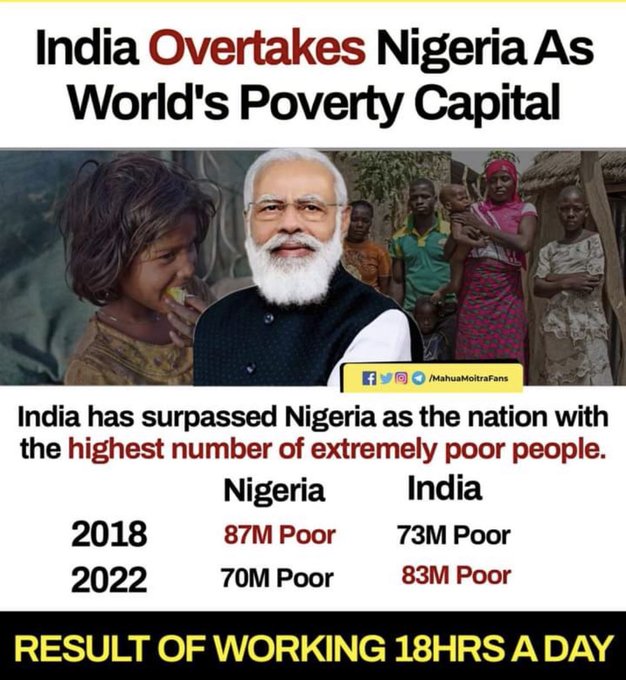 India Overtakes Nigeria As
World's Poverty Capital
/MahuaMoitraFans
India has surpassed Nigeria as the nation with
the highest number of extremely poor people.
Nigeria India
2018 87M Poor 73M Poor
2022 70M Poor 83M Poor
RESULT OF WORKING 18HRS A DAY